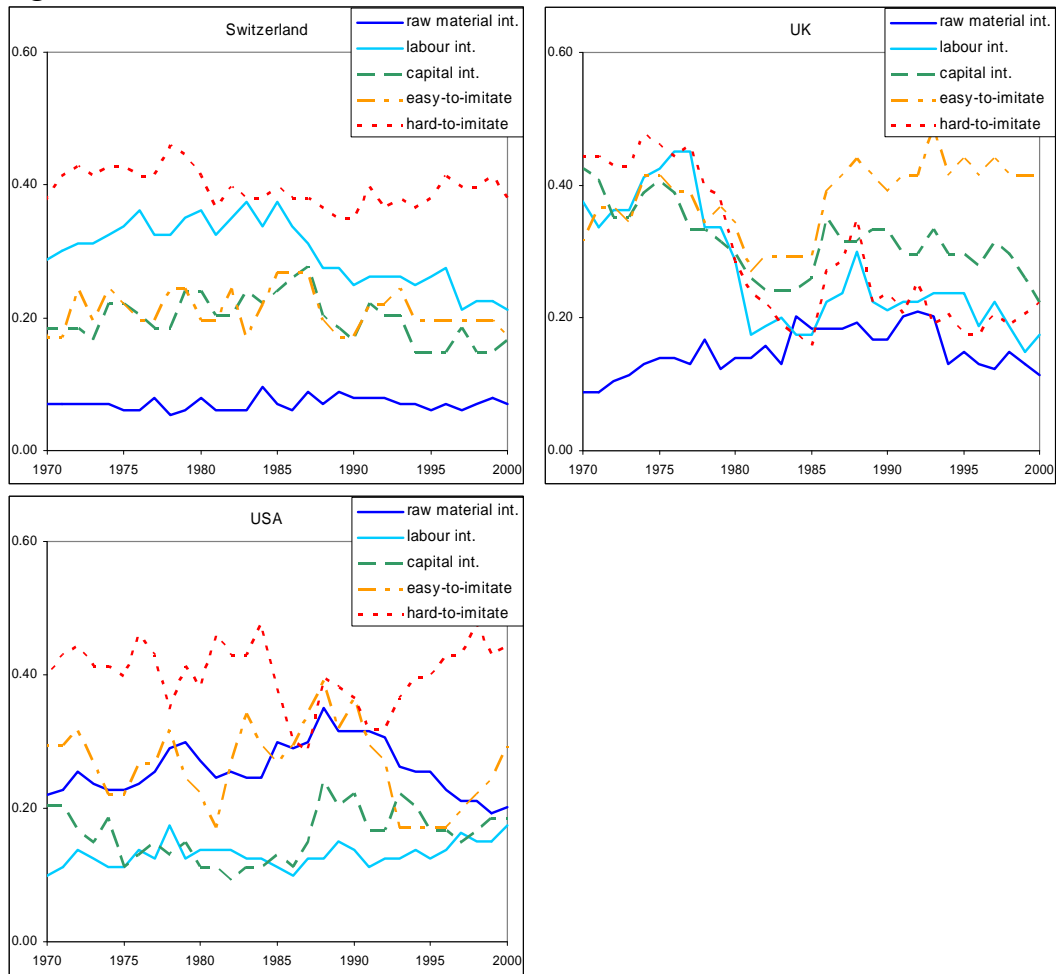 Switzerland
raw material int.
labour int.
capital int.
easy-to-imitate
hard-to-imitate
0.60
0.40
0.20
0.00
1970 1975 1980 1985 1990 1995 2000
UK
raw material int.
labour int.
capital int.
easy-to-imitate
hard-to-imitate
0.60
0.40
0.20
0.00
1970 1975 1980 1985 1990 1995 2000
USA
raw material int.
labour int.
capital int.
easy-to-imitate
hard-to-imitate
0.60
0.40
0.20
0.00
1970 1975 1980 1985 1990 1995 2000